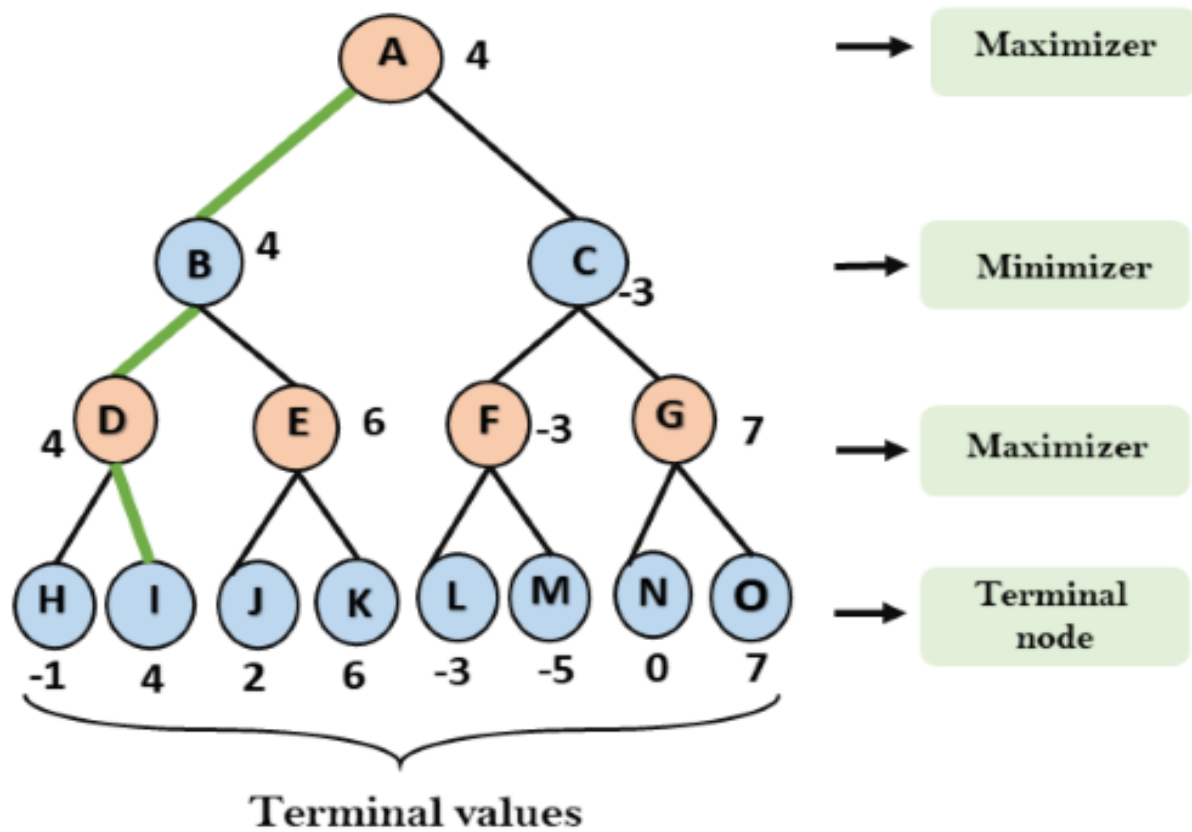 A 4
Maximizer
B 4
C -3
Minimizer
4 D
E 6
F -3
G 7
Maximizer
H I J K L M N O
Terminal
node
-1 4 2 6 -3 -5 0 7
Terminal values